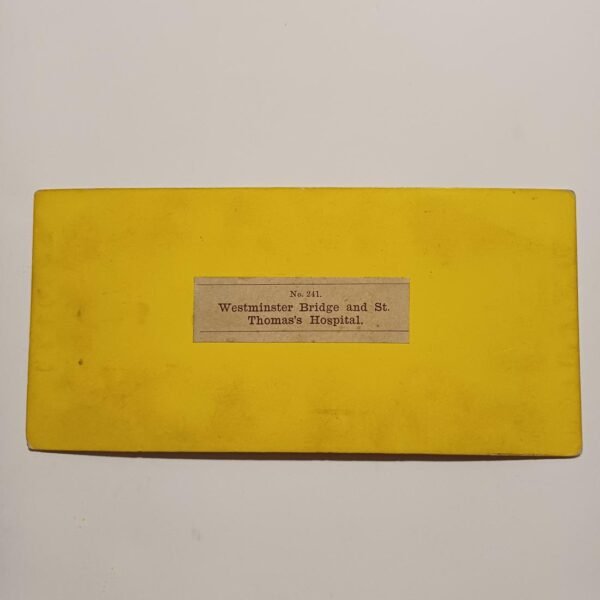 No. 241.
Westminster Bridge and St.
Thomas's Hospital.